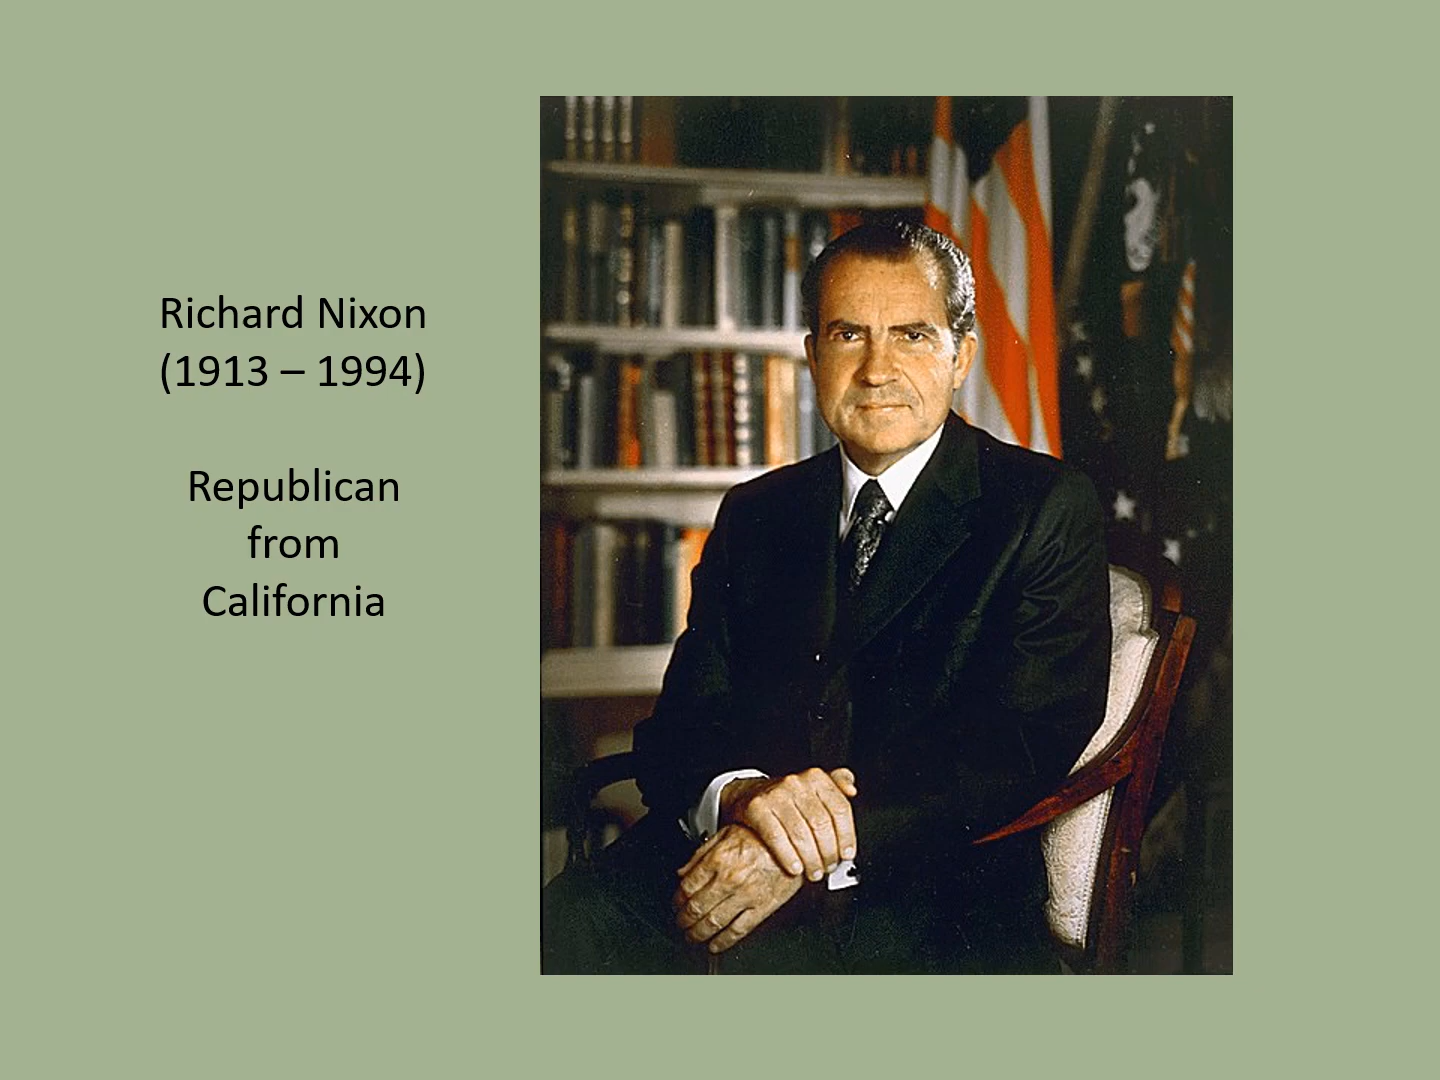 Richard Nixon
(1913 – 1994)
Republican
from
California